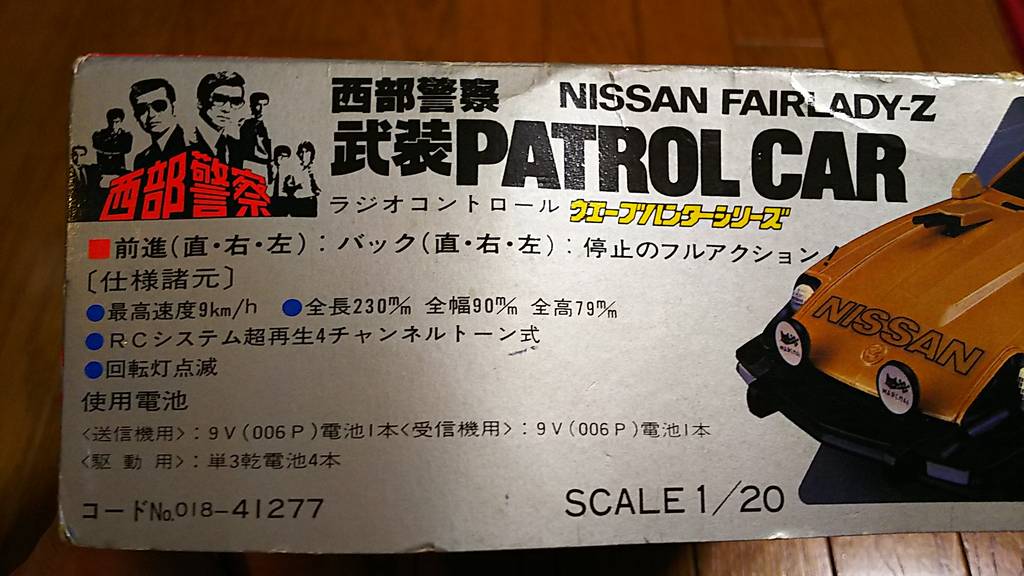 西部警察
西部警察 NISSAN FAIRLADY-Z
武装PATROL CAR
ラジオコントロール ウエーブハンターシリーズ
■前進(直・右・左):バック(直・右・左):停止のフルアクション!
〔仕様諸元〕
●最高速度9km/h ●全長230m/m 全幅90m/m 全高79m/m
●RCシステム超再生4チャンネルトーン式
●回転灯点滅
使用電池
<送信機用>:9V(006P)電池1本<受信機用>:9V(006P)電池1本
<駆動用>:単3乾電池4本
コードNo.018-41277
SCALE 1/20
NISSAN
MARCHAL